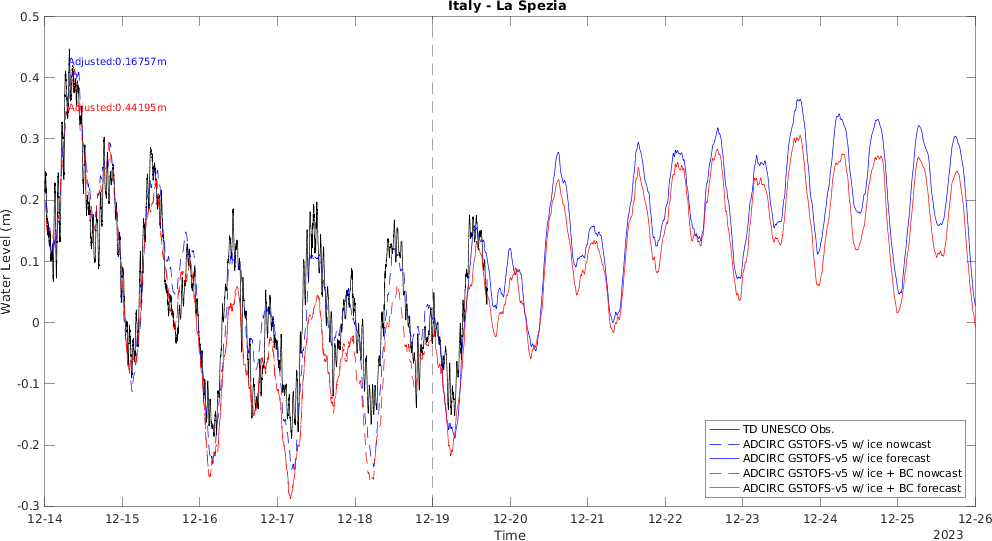 Italy - La Spezia
Water Level (m)
0.5
0.4
0.3
0.2
0.1
0
-0.1
-0.2
-0.3
Adjusted:0.16757m
Adjusted:0.44195m
TD UNESCO Obs.
ADCIRC GSTOFS-v5 w/ ice nowcast
ADCIRC GSTOFS-v5 w/ ice forecast
ADCIRC GSTOFS-v5 w/ ice + BC nowcast
ADCIRC GSTOFS-v5 w/ ice + BC forecast
12-14 12-15 12-16 12-17 12-18 12-19 12-20 12-21 12-22 12-23 12-24 12-25 12-26
Time
2023